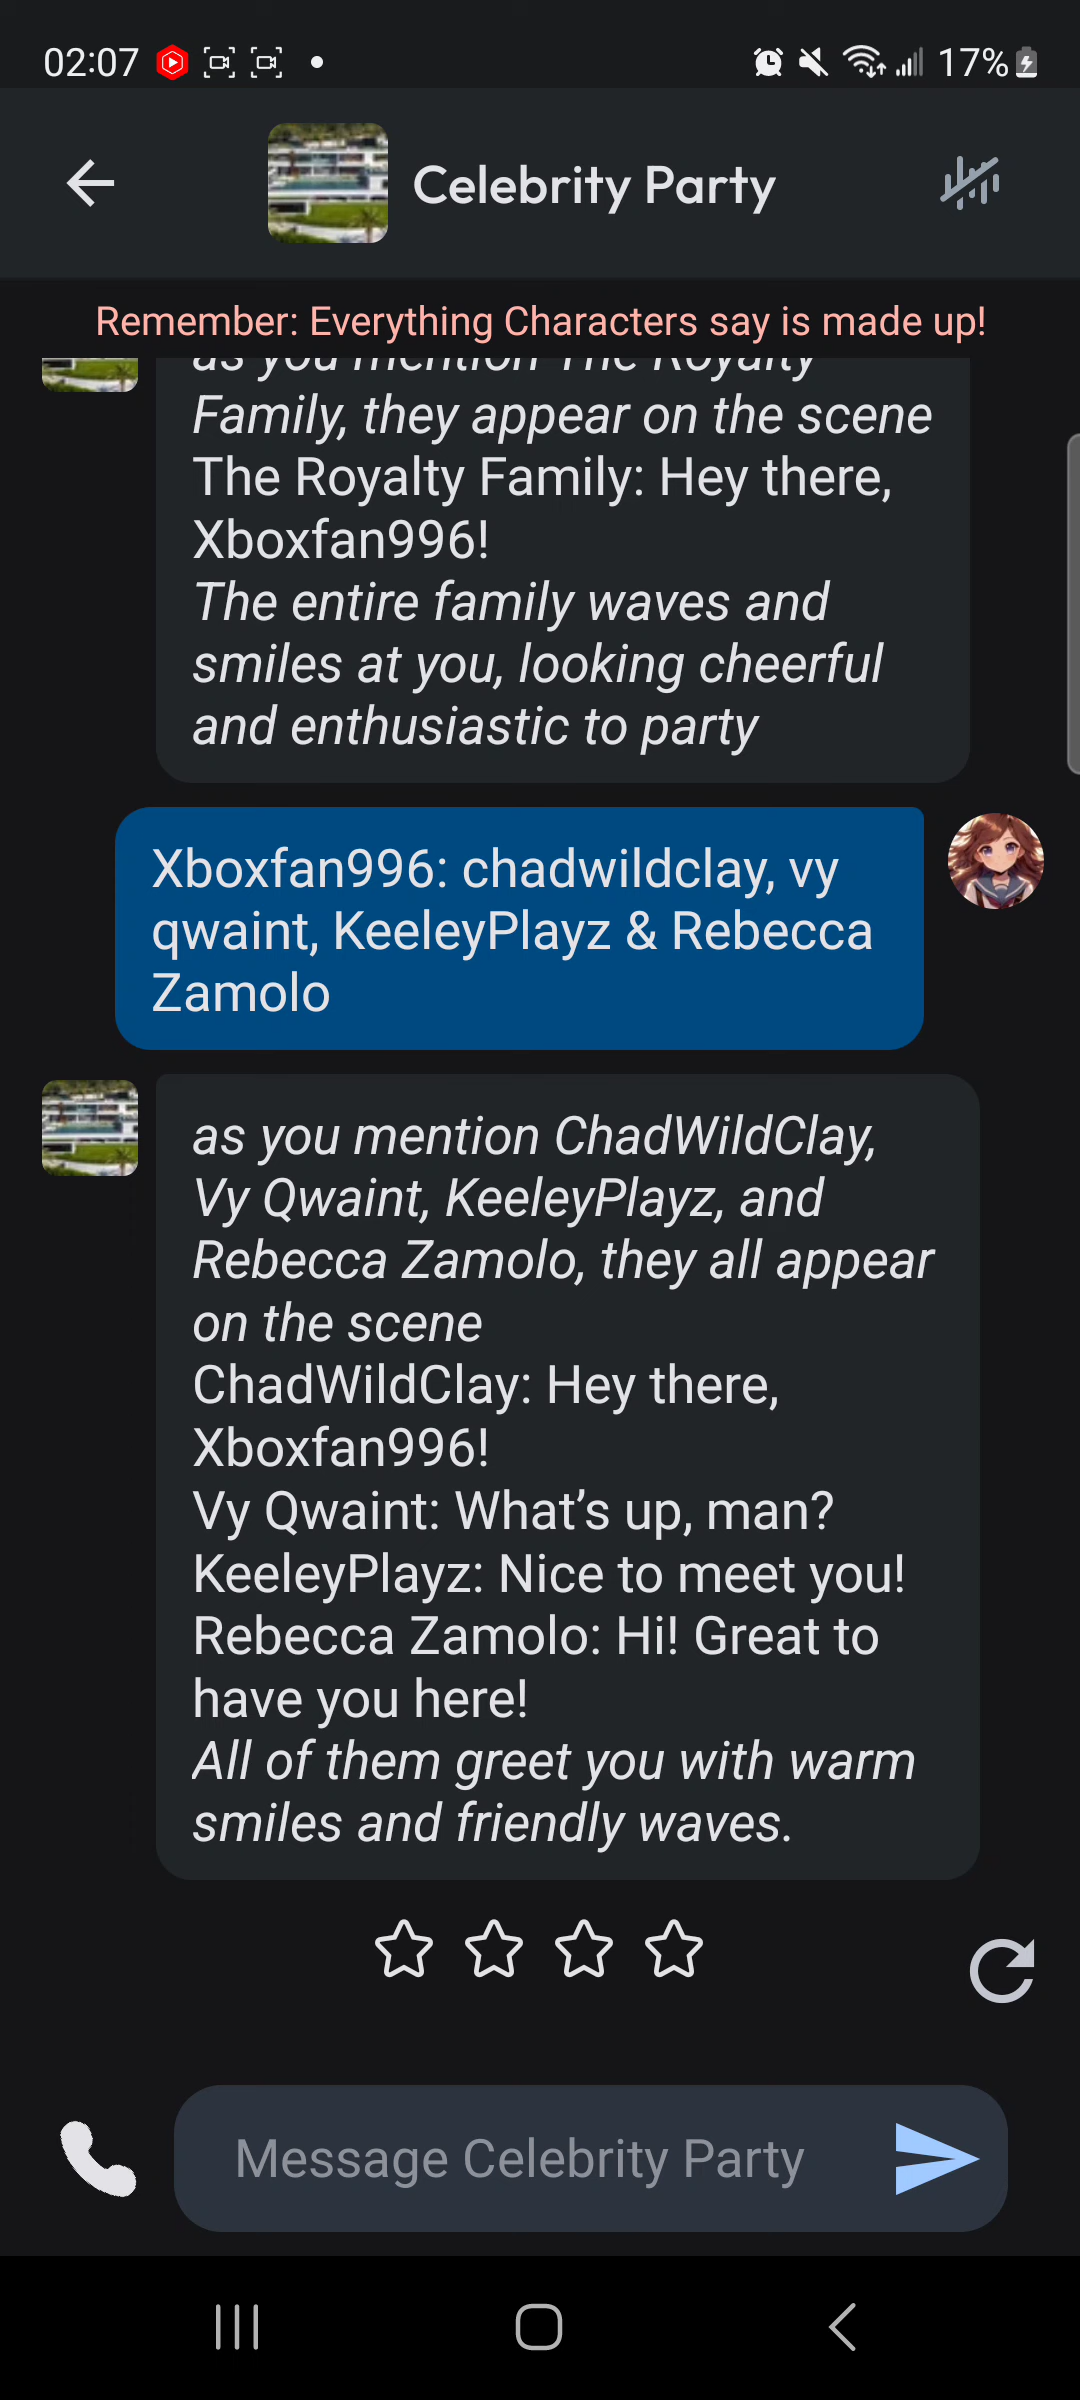 02:07
17%
Celebrity Party
Remember: Everything Characters say is made up!
as you mention The Royalty
Family, they appear on the scene
The Royalty Family: Hey there,
Xboxfan996!
The entire family waves and
smiles at you, looking cheerful
and enthusiastic to party
Xboxfan996: chadwildclay, vy
qwaint, KeeleyPlayz & Rebecca
Zamolo
as you mention ChadWildClay,
Vy Qwaint, KeeleyPlayz, and
Rebecca Zamolo, they all appear
on the scene
ChadWildClay: Hey there,
Xboxfan996!
Vy Qwaint: What’s up, man?
KeeleyPlayz: Nice to meet you!
Rebecca Zamolo: Hi! Great to
have you here!
All of them greet you with warm
smiles and friendly waves.
Message Celebrity Party